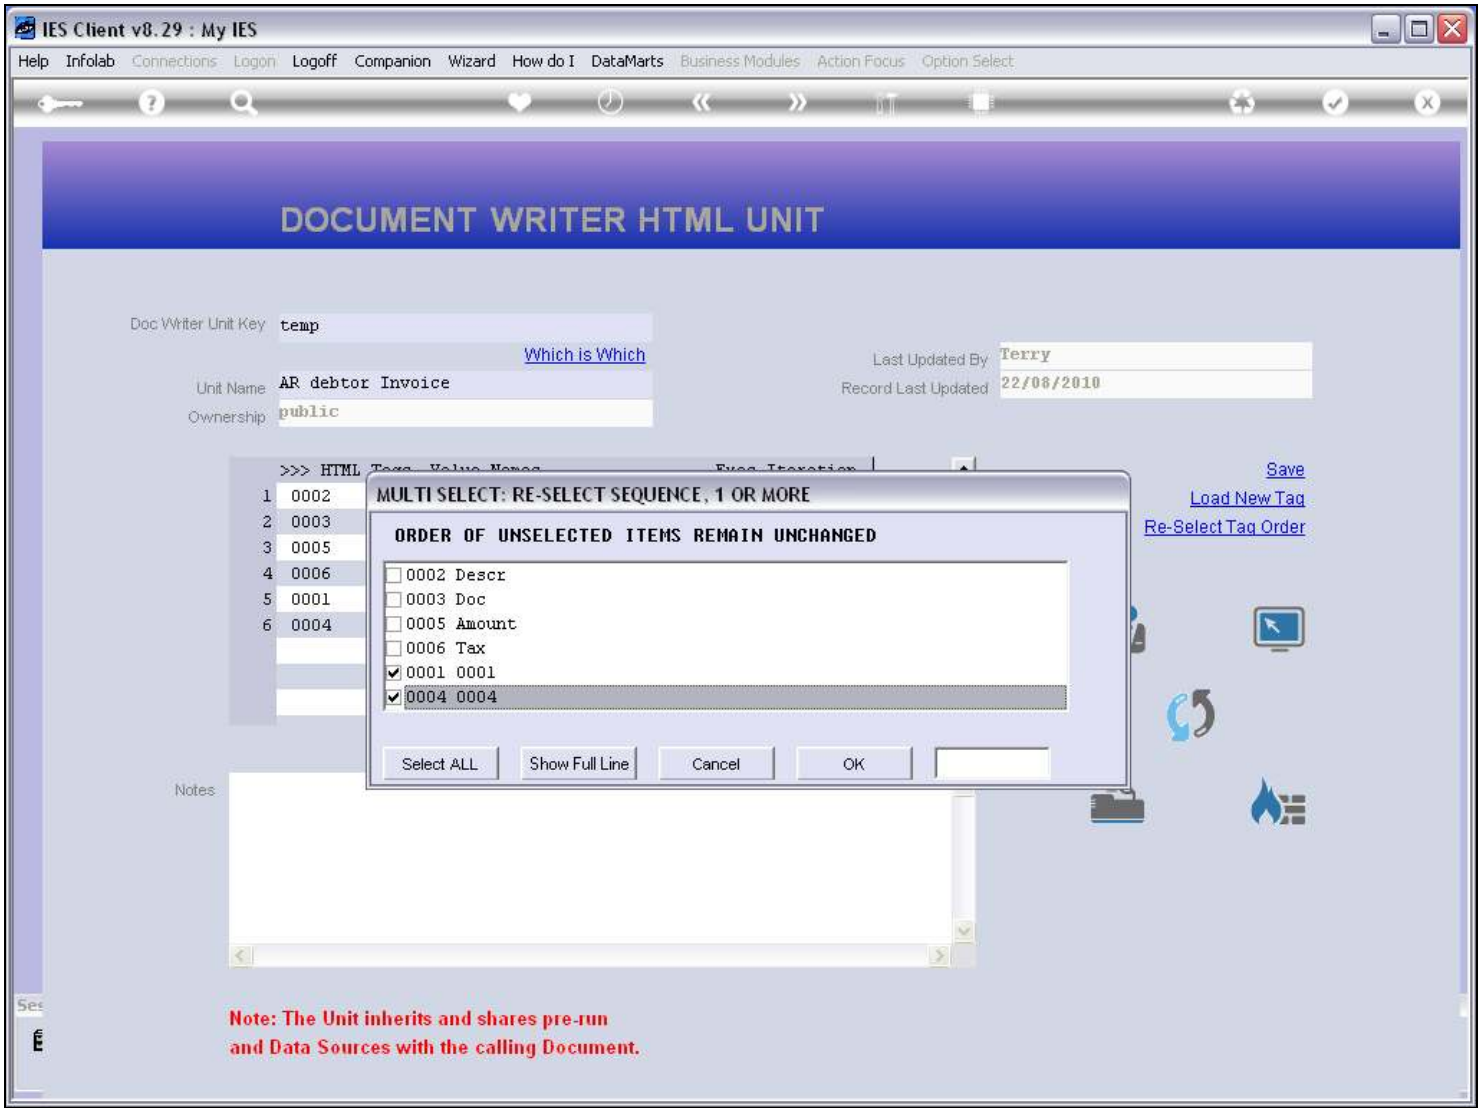 IES Client v8.29 : My IES
Help Infolab Connections Logon Logoff Companion Wizard How do I DataMarts Business Modules Action Focus Option Select
DOCUMENT WRITER HTML UNIT
Doc Writer Unit Key temp
Which is Which
Last Updated By Terry
Unit Name AR debtor Invoice
Record Last Updated 22/08/2010
Ownership public
>>> HTML Tags Value Names Exec Iteration
Save
1 0002
Load New Tag
2 0003
Re-Select Tag Order
3 0005
4 0006
5 0001
6 0004
MULTI SELECT: RE-SELECT SEQUENCE, 1 OR MORE
ORDER OF UNSELECTED ITEMS REMAIN UNCHANGED
0002 Descr
0003 Doc
0005 Amount
0006 Tax
0001 0001
0004 0004
Select ALL Show Full Line Cancel OK
Notes
Note: The Unit inherits and shares pre-run
and Data Sources with the calling Document.